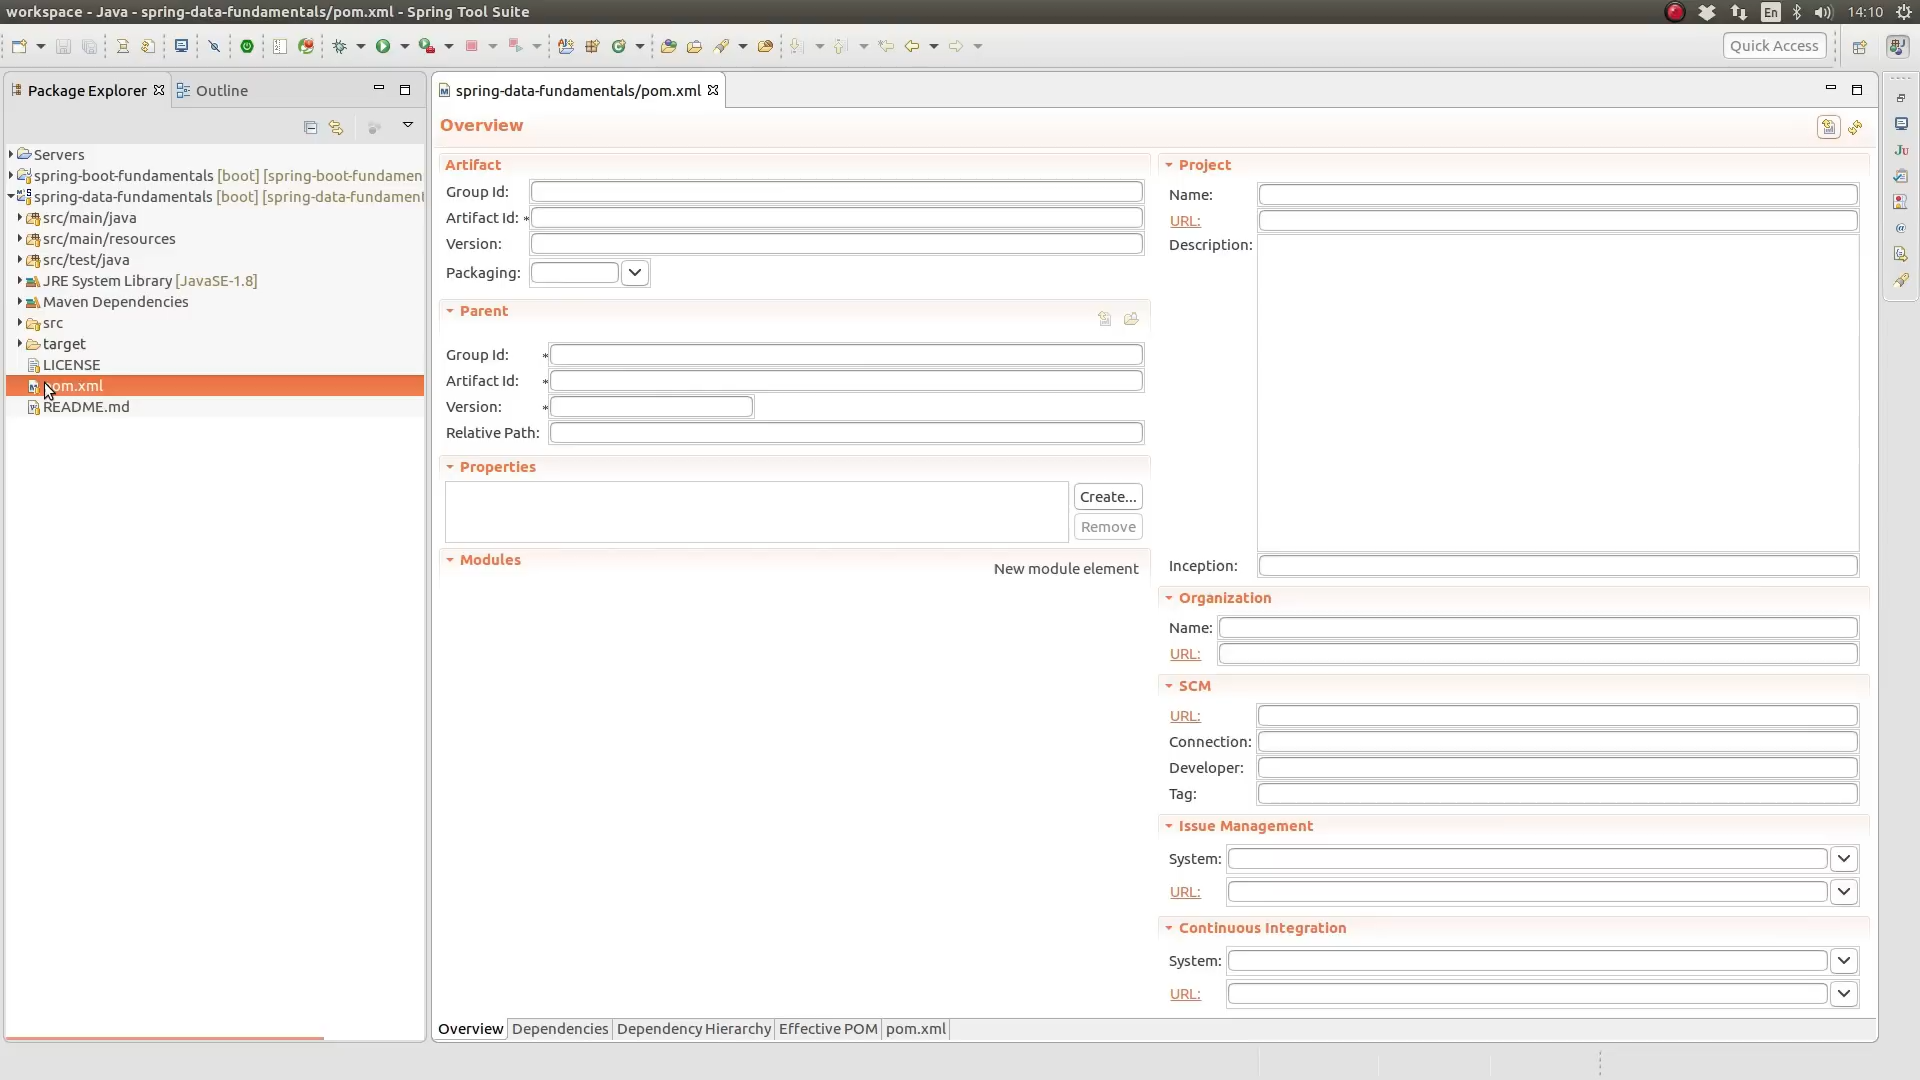 workspace - Java - spring-data-fundamentals/pom.xml - Spring Tool Suite
En
14:10
Quick Access
Package Explorer
Outline
Servers
spring-boot-fundamentals [boot] [spring-boot-fundamen
spring-data-fundamentals [boot] [spring-data-fundament
src/main/java
src/main/resources
src/test/java
JRE System Library [JavaSE-1.8]
Maven Dependencies
src
target
LICENSE
pom.xml
README.md
spring-data-fundamentals/pom.xml
Overview
Artifact
Group Id:
Artifact Id: *
Version:
Packaging:
Parent
Group Id: *
Artifact Id: *
Version: *
Relative Path:
Properties
Create...
Remove
Modules
New module element
Project
Name:
URL:
Description:
Inception:
Organization
Name:
URL:
SCM
URL:
Connection:
Developer:
Tag:
Issue Management
System:
URL:
Continuous Integration
System:
URL:
Overview
Dependencies
Dependency Hierarchy
Effective POM
pom.xml